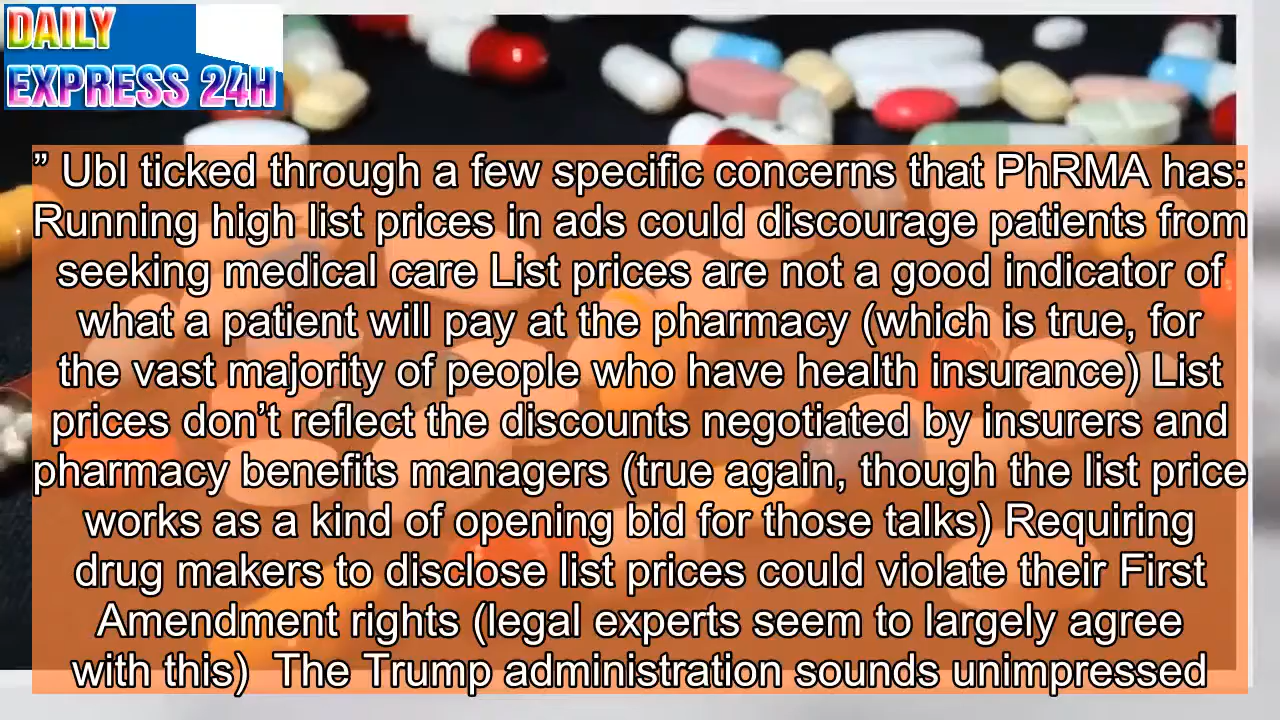 DAILY
EXPRESS 24H
” Ubl ticked through a few specific concerns that PhRMA has:
Running high list prices in ads could discourage patients from
seeking medical care List prices are not a good indicator of
what a patient will pay at the pharmacy (which is true, for
the vast majority of people who have health insurance) List
prices don’t reflect the discounts negotiated by insurers and
pharmacy benefits managers (true again, though the list price
works as a kind of opening bid for those talks) Requiring
drug makers to disclose list prices could violate their First
Amendment rights (legal experts seem to largely agree
with this)  The Trump administration sounds unimpressed